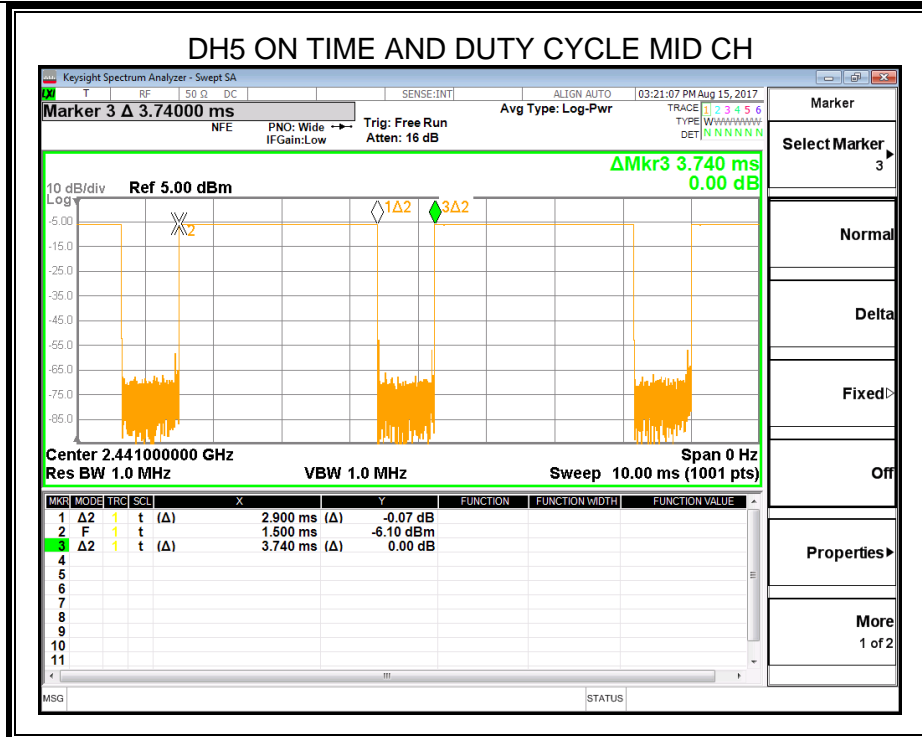 DH5 ON TIME AND DUTY CYCLE MID CH
Keysight Spectrum Analyzer - Swept SA
LXI T RF 50 Ω DC SENSE:INT ALIGN AUTO 03:21:07 PM Aug 15, 2017
Marker 3 Δ 3.74000 ms
NFE
PNO: Wide
IFGain:Low
Trig: Free Run
Atten: 16 dB
Avg Type: Log-Pwr
TRACE 1 2 3 4 5 6
TYPE WWWWWW
DET N N N N N N
ΔMkr3 3.740 ms
0.00 dB
10 dB/div Ref 5.00 dBm
Log
1Δ2 3Δ2
-5.00
2
-15.0
-25.0
-35.0
-45.0
-55.0
-65.0
-75.0
-85.0
Center 2.441000000 GHz Span 0 Hz
Res BW 1.0 MHz VBW 1.0 MHz Sweep 10.00 ms (1001 pts)
MKR MODE TRC SCL X Y FUNCTION FUNCTION WIDTH FUNCTION VALUE
1 Δ2 1 t (Δ) 2.900 ms (Δ) -0.07 dB
2 F 1 t 1.500 ms -6.10 dBm
3 Δ2 1 t (Δ) 3.740 ms (Δ) 0.00 dB
4
5
6
7
8
9
10
11
MSG STATUS
Marker
Select Marker
3
Normal
Delta
Fixed
Off
Properties
More
1 of 2